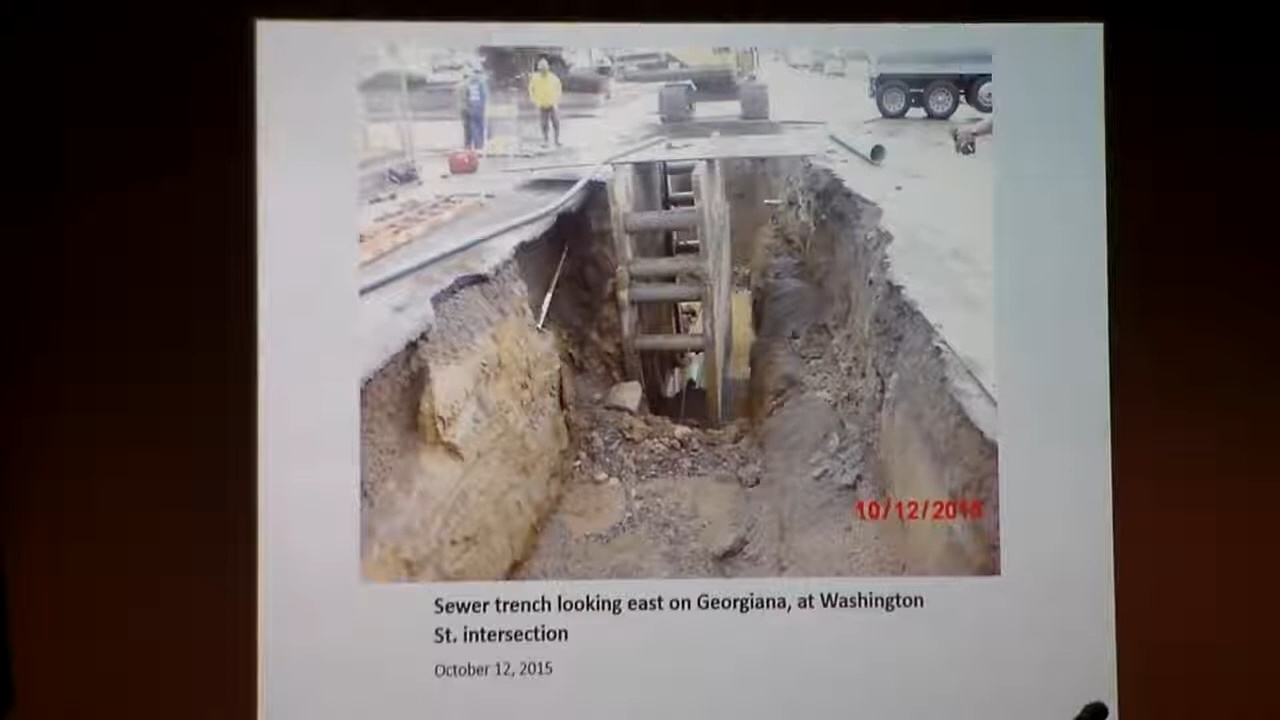 10/12/2015
Sewer trench looking east on Georgiana, at Washington
St. intersection
October 12, 2015